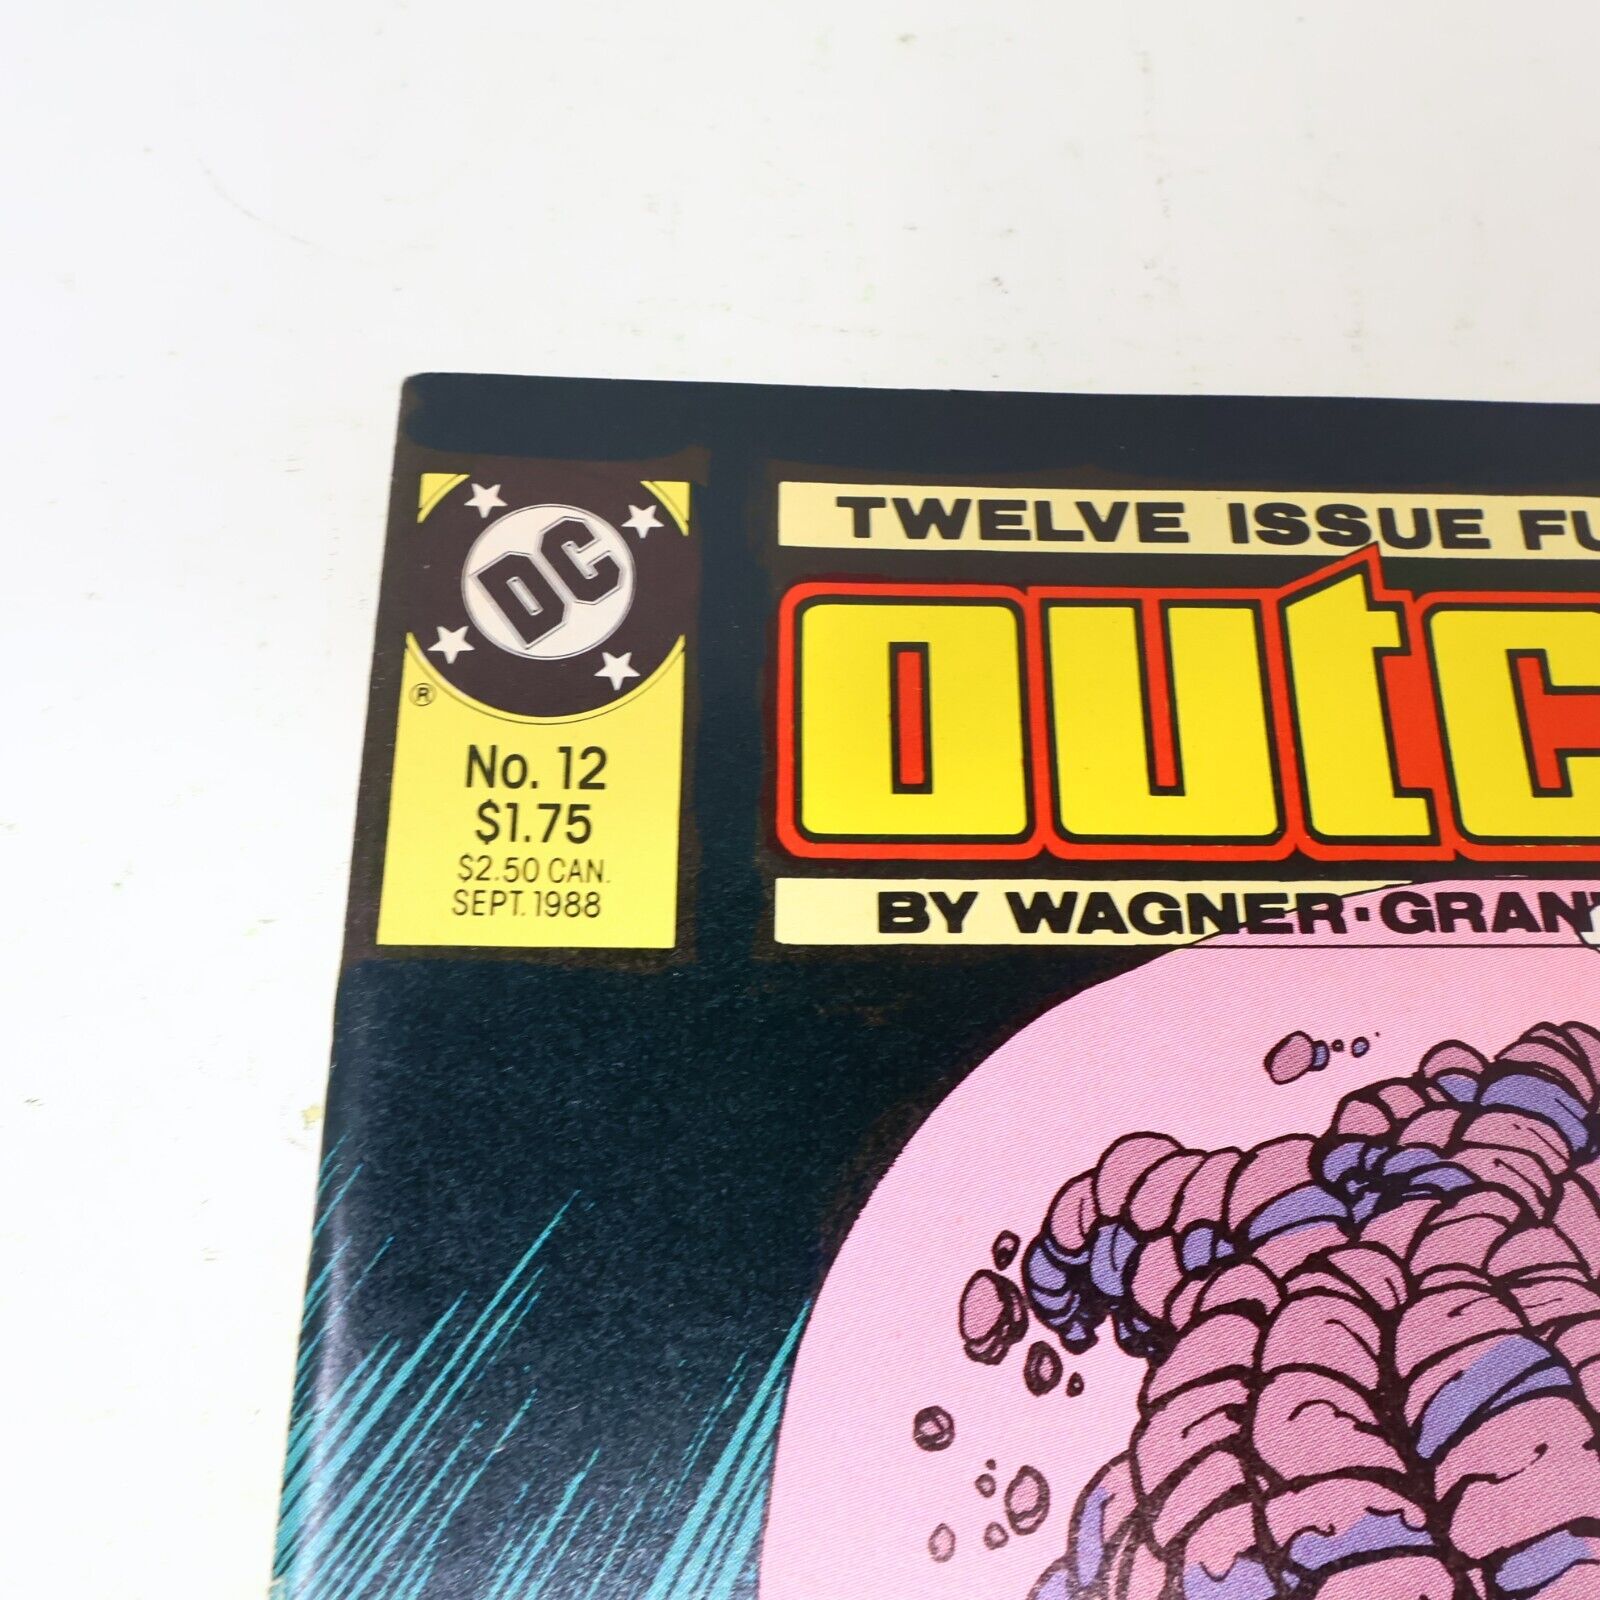 DC
®
No. 12
$1.75
$2.50 CAN.
SEPT. 1988
TWELVE ISSUE FU
OUTC
BY WAGNER·GRANT